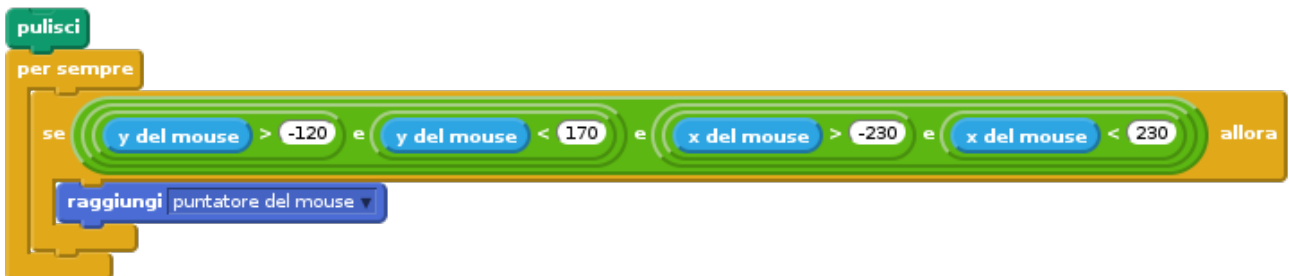 pulisci
per sempre
se y del mouse > -120 e y del mouse < 170 e x del mouse > -230 e x del mouse < 230 allora
raggiungi puntatore del mouse